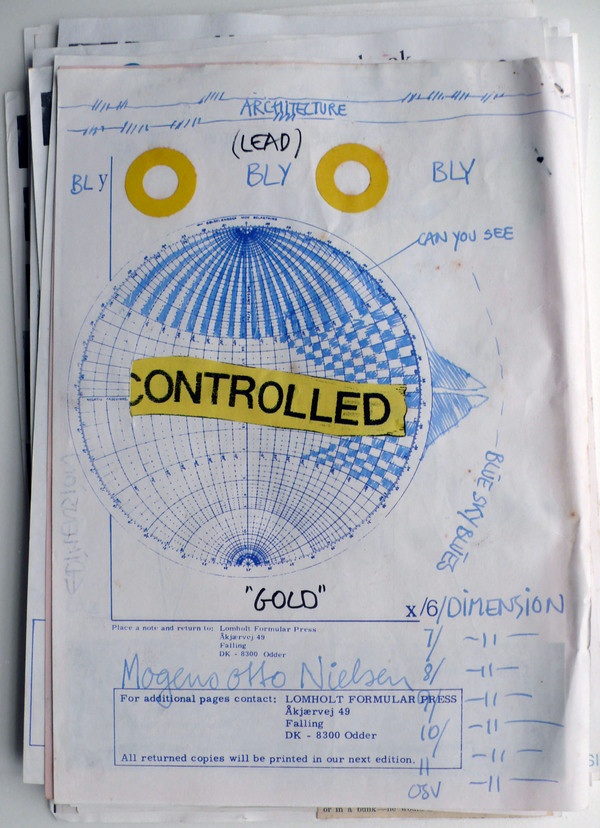 ARCHITECTURE
(LEAD)
BLy BLY BLY
CAN YOU SEE
CONTROLLED
BLUE SKY BLUES
"GOLD"
x/6/DIMENSION
7/ -11-
8/ -11-
9/ -11-
10/ -11-
11 -11-
OSV -11-
Place a note and return to: Lomholt Formular Press
Åkjærvej 49
Falling
DK - 8300 Odder
Mogens otto Nielsen
For additional pages contact: LOMHOLT FORMULAR PRESS
Åkjærvej 49
Falling
DK - 8300 Odder
All returned copies will be printed in our next edition.